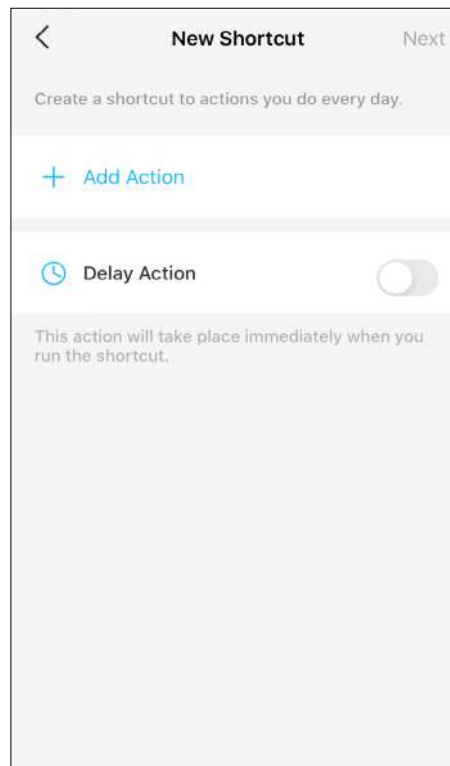 New Shortcut
Next
Create a shortcut to actions you do every day.
Add Action
Delay Action
This action will take place immediately when you
run the shortcut.